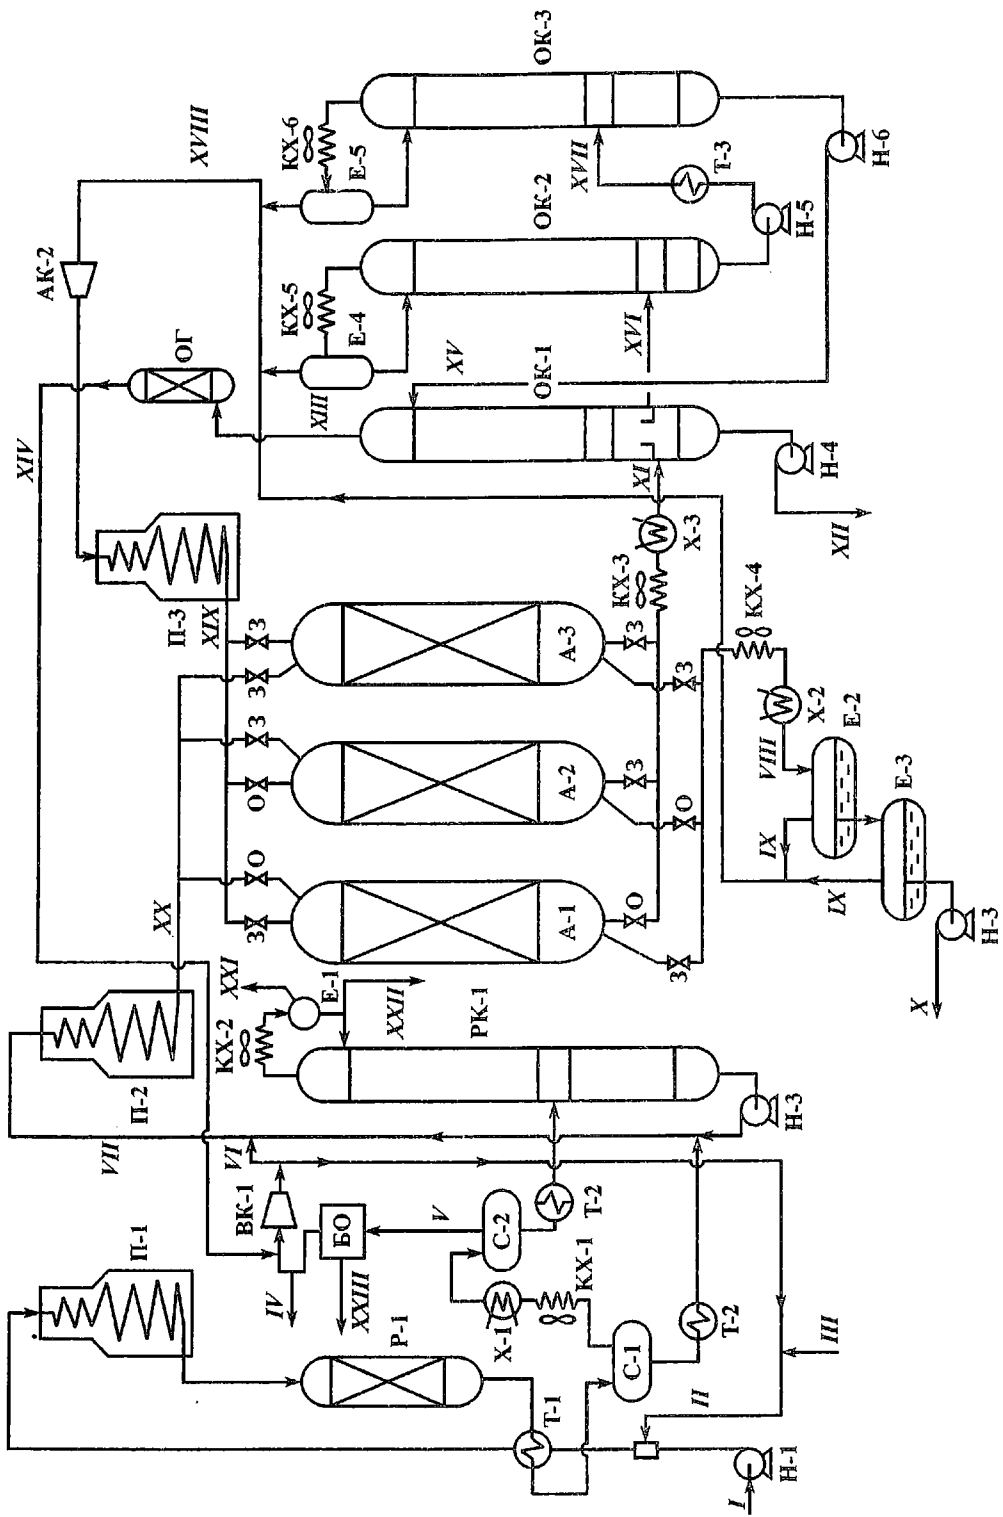 XIV
АК-2
VII
П-1
П-2
XX
П-3
ОГ
XVIII
XIX
VI
КХ-2
XXI
ВК-1
З
О
О
З
З
З
IV
КХ-5
КХ-6
XIII
Е-1
БО
XXIII
Е-4
Е-5
Р-1
XXII
V
XV
РК-1
Х-1
С-2
ОК-1
ОК-2
ОК-3
Т-1
А-1
А-2
А-3
XVII
КХ-1
Т-2
КХ-3
С-1
О
З
З
XI
XVI
З
О
З
Х-3
II
Т-2
Т-3
I
КХ-4
IX
VIII
Н-1
Н-3
Н-4
Н-5
Х-2
III
IX
XII
Е-2
Н-6
Е-3
X
Н-3